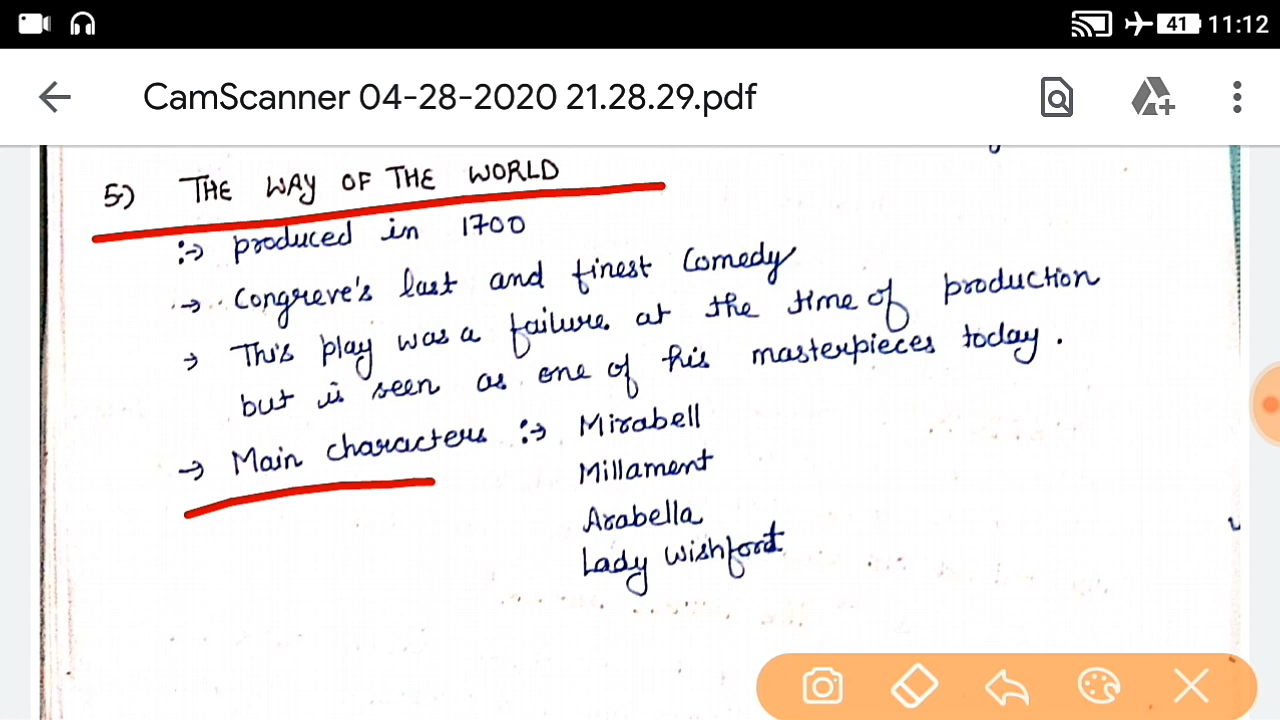 41 11:12
CamScanner 04-28-2020 21.28.29.pdf
5) THE WAY OF THE WORLD
:→ produced in 1700
→ Congreve's last and finest Comedy
→ This play was a failure at the time of production
but is seen as one of his masterpieces today.
→ Main characters :→ Mirabell
Millament
Arabella
Lady Wishfort